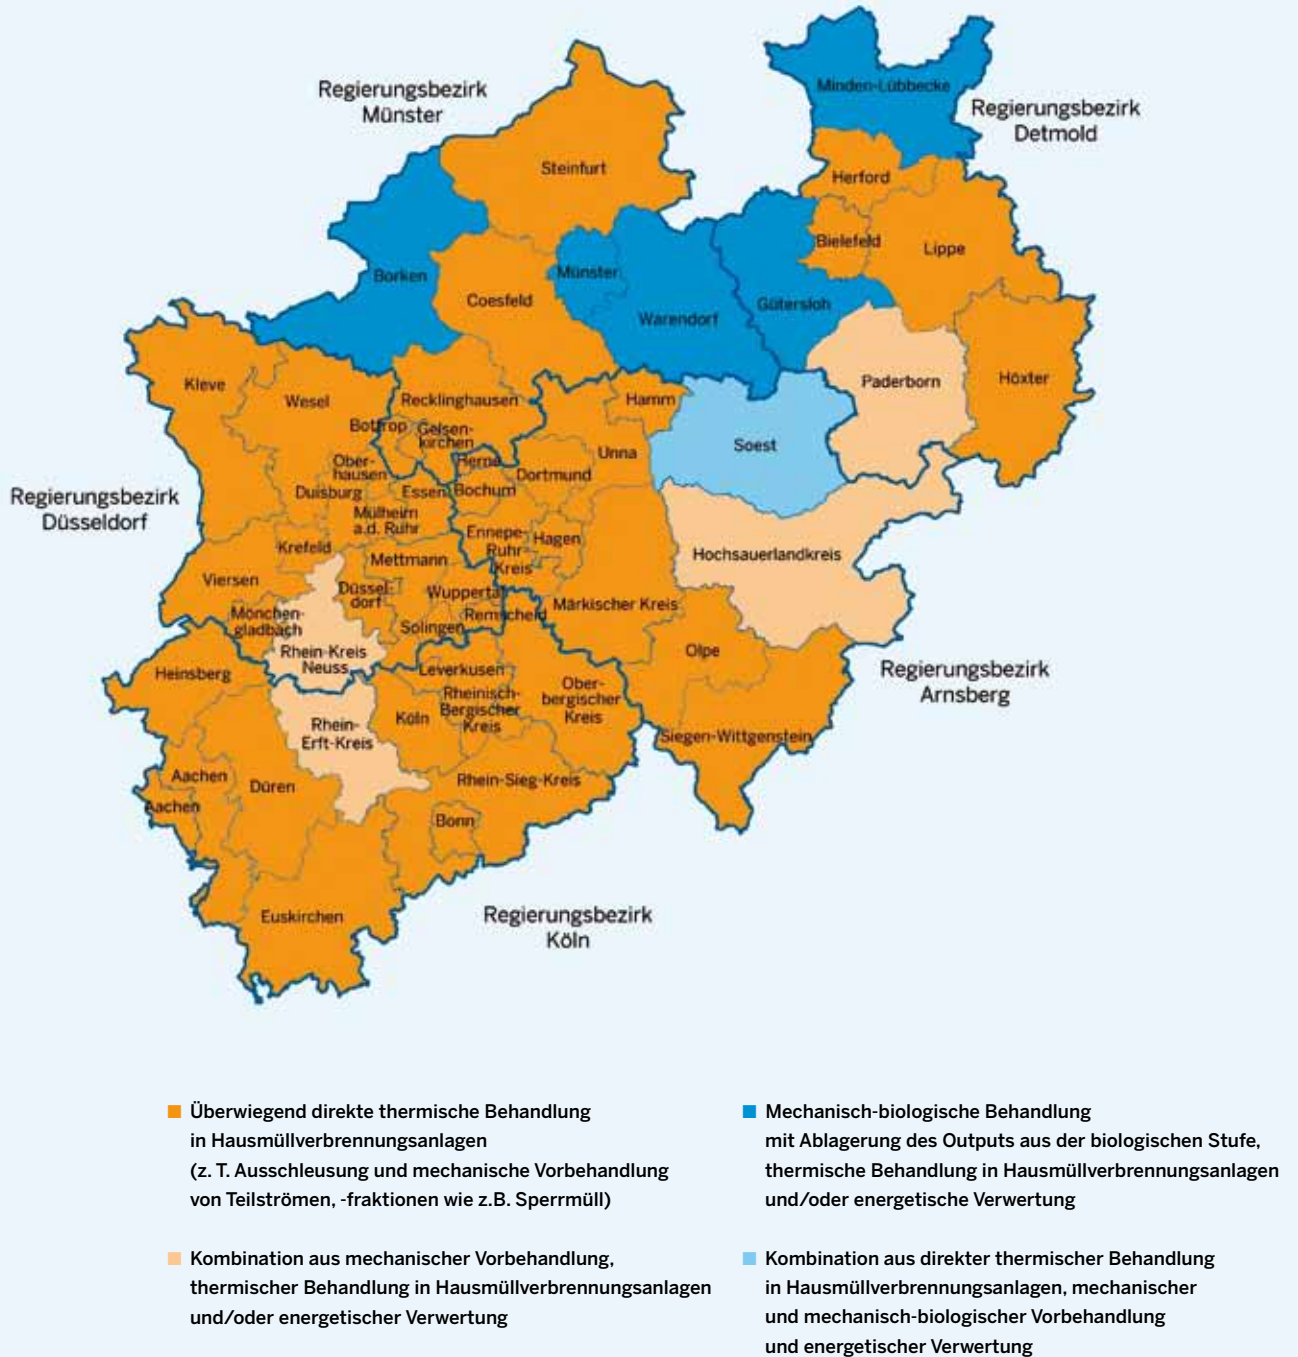 Regierungsbezirk
Münster
Minden-Lübbecke
Regierungsbezirk
Detmold
Steinfurt
Herford
Bielefeld
Lippe
Borken
Münster
Coesfeld
Gütersloh
Warendorf
Kleve
Paderborn
Höxter
Wesel
Recklinghausen
Hamm
Bottrop
Gelsen-
kirchen
Soest
Unna
Herne
Ober-
hausen
Dortmund
Regierungsbezirk
Düsseldorf
Duisburg
Essen
Bochum
Mülheim
a.d. Ruhr
Ennepe-
Ruhr-
Kreis
Hagen
Krefeld
Mettmann
Hochsauerlandkreis
Viersen
Düssel-
dorf
Wuppertal
Märkischer Kreis
Mönchen-
gladbach
Remscheid
Solingen
Rhein-Kreis
Neuss
Olpe
Regierungsbezirk
Arnsberg
Heinsberg
Leverkusen
Ober-
bergischer
Kreis
Rheinisch-
Bergischer
Kreis
Köln
Rhein-
Erft-Kreis
Siegen-Wittgenstein
Aachen
Düren
Rhein-Sieg-Kreis
Aachen
Bonn
Euskirchen
Regierungsbezirk
Köln
Überwiegend direkte thermische Behandlung
in Hausmüllverbrennungsanlagen
(z. T. Ausschleusung und mechanische Vorbehandlung
von Teilströmen, -fraktionen wie z.B. Sperrmüll)
Kombination aus mechanischer Vorbehandlung,
thermischer Behandlung in Hausmüllverbrennungsanlagen
und/oder energetischer Verwertung
Mechanisch-biologische Behandlung
mit Ablagerung des Outputs aus der biologischen Stufe,
thermische Behandlung in Hausmüllverbrennungsanlagen
und/oder energetische Verwertung
Kombination aus direkter thermischer Behandlung
in Hausmüllverbrennungsanlagen, mechanischer
und mechanisch-biologischer Vorbehandlung
und energetischer Verwertung